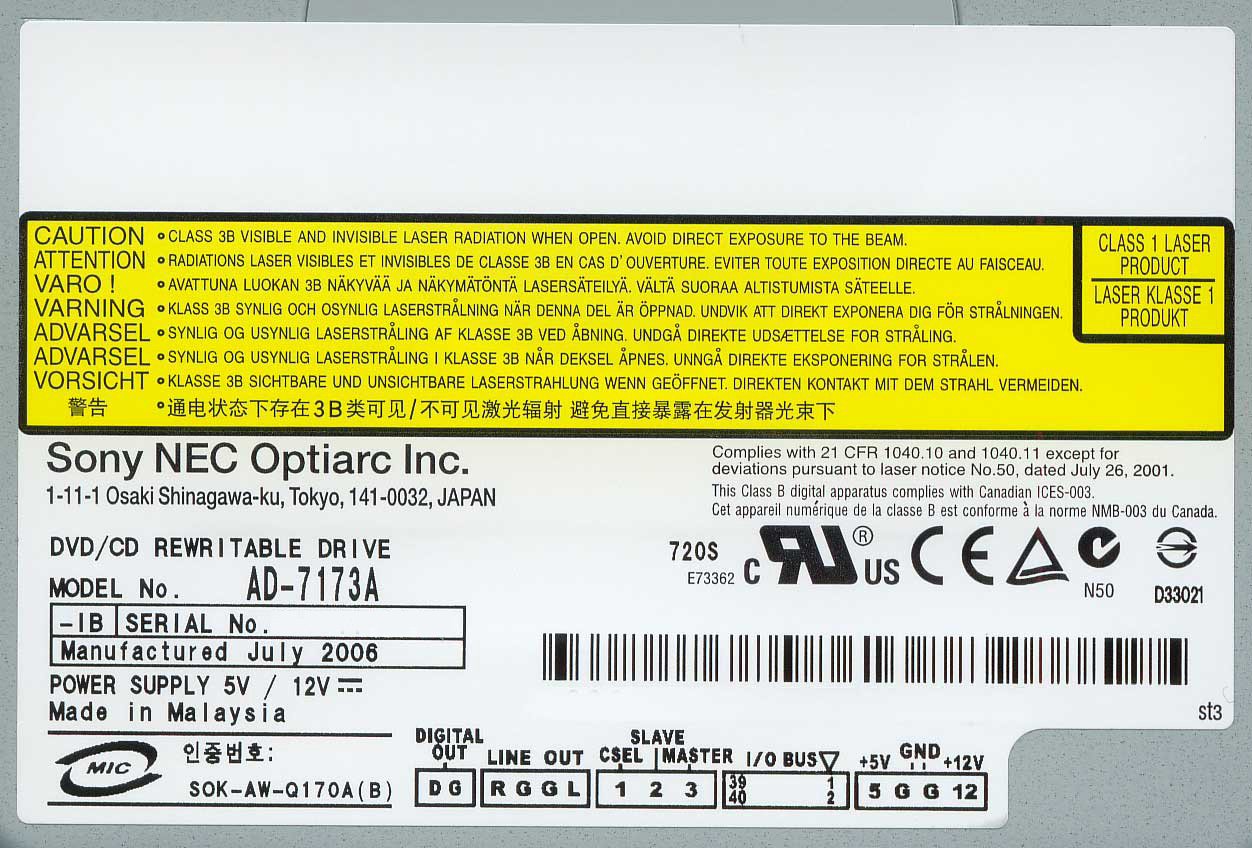 CAUTION ∘ CLASS 3B VISIBLE AND INVISIBLE LASER RADIATION WHEN OPEN. AVOID DIRECT EXPOSURE TO THE BEAM.
ATTENTION ∘ RADIATIONS LASER VISIBLES ET INVISIBLES DE CLASSE 3B EN CAS D'OUVERTURE. EVITER TOUTE EXPOSITION DIRECTE AU FAISCEAU.
VARO ! ∘ AVATTUNA LUOKAN 3B NÄKYVÄÄ JA NÄKYMÄTÖNTÄ LASERSÄTEILYÄ. VÄLTÄ SUORAA ALTISTUMISTA SÄTEELLE.
VARNING ∘ KLASS 3B SYNLIG OCH OSYNLIG LASERSTRÅLNING NÄR DENNA DEL ÄR ÖPPNAD. UNDVIK ATT DIREKT EXPONERA DIG FÖR STRÅLNINGEN.
ADVARSEL ∘ SYNLIG OG USYNLIG LASERSTRÅLING AF KLASSE 3B VED ÅBNING. UNDGÅ DIREKTE UDSÆTTELSE FOR STRÅLING.
ADVARSEL ∘ SYNLIG OG USYNLIG LASERSTRÅLING I KLASSE 3B NÅR DEKSEL ÅPNES. UNNGÅ DIREKTE EKSPONERING FOR STRÅLEN.
VORSICHT ∘ KLASSE 3B SICHTBARE UND UNSICHTBARE LASERSTRAHLUNG WENN GEÖFFNET. DIREKTEN KONTAKT MIT DEM STRAHL VERMEIDEN.
警告 ∘ 通电状态下存在3B类可见/不可见激光辐射 避免直接暴露在发射器光束下
CLASS 1 LASER
PRODUCT
LASER KLASSE 1
PRODUKT
Sony NEC Optiarc Inc.
1-11-1 Osaki Shinagawa-ku, Tokyo, 141-0032, JAPAN
Complies with 21 CFR 1040.10 and 1040.11 except for
deviations pursuant to laser notice No.50, dated July 26, 2001.
This Class B digital apparatus complies with Canadian ICES-003.
Cet appareil numérique de la classe B est conforme à la norme NMB-003 du Canada.
DVD/CD REWRITABLE DRIVE
MODEL No. AD-7173A
-IB SERIAL No.
Manufactured July 2006
POWER SUPPLY 5V / 12V
Made in Malaysia
720S
E73362
C UR ® US CE
N50
D33021
st3
MIC
인증번호:
SOK-AW-Q170A(B)
DIGITAL
OUT
D G
LINE OUT
R G G L
SLAVE
CSEL MASTER
1 2 3
I/O BUS
39 1
40 2
+5V GND +12V
5 G G 12